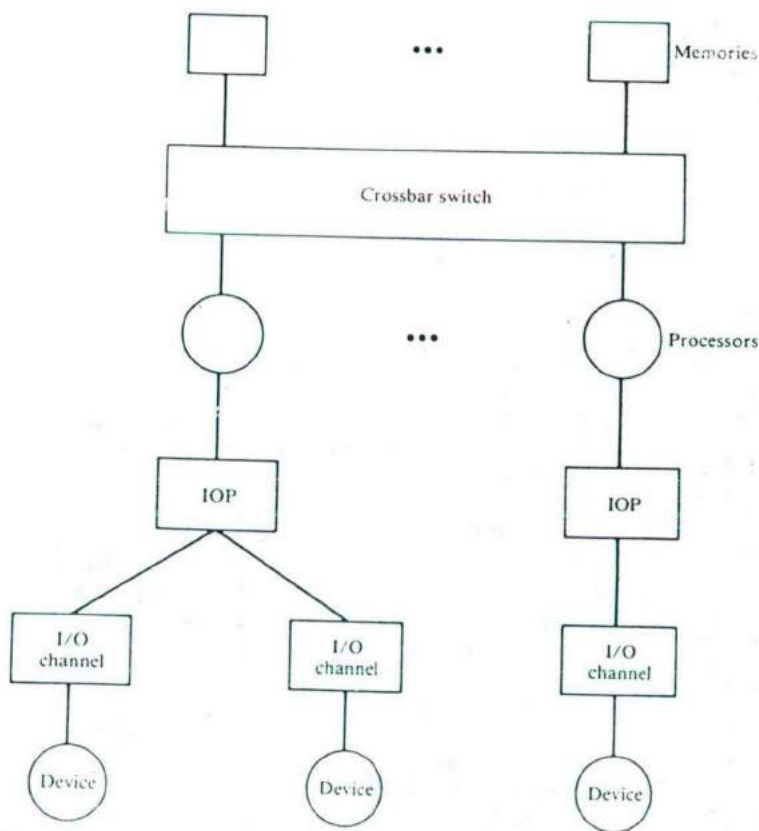 •••
Memories
Crossbar switch
•••
Processors
IOP
IOP
I/O
channel
I/O
channel
I/O
channel
Device
Device
Device